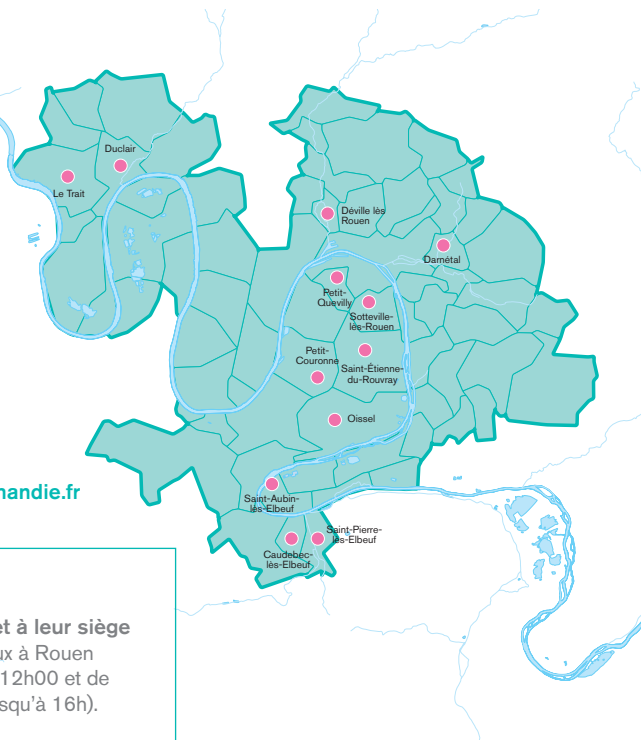 Duclair
Le Trait
Déville lès
Rouen
Darnétal
Petit-
Quevilly
Sotteville-
lès-Rouen
Petit-
Couronne
Saint-Étienne-
du-Rouvray
Oissel
Saint-Aubin-
lès-Elbeuf
Saint-Pierre-
lès-Elbeuf
Caudebec-
lès-Elbeuf
andie.fr
et à leur siège
ux à Rouen
12h00 et de
squ'à 16h).